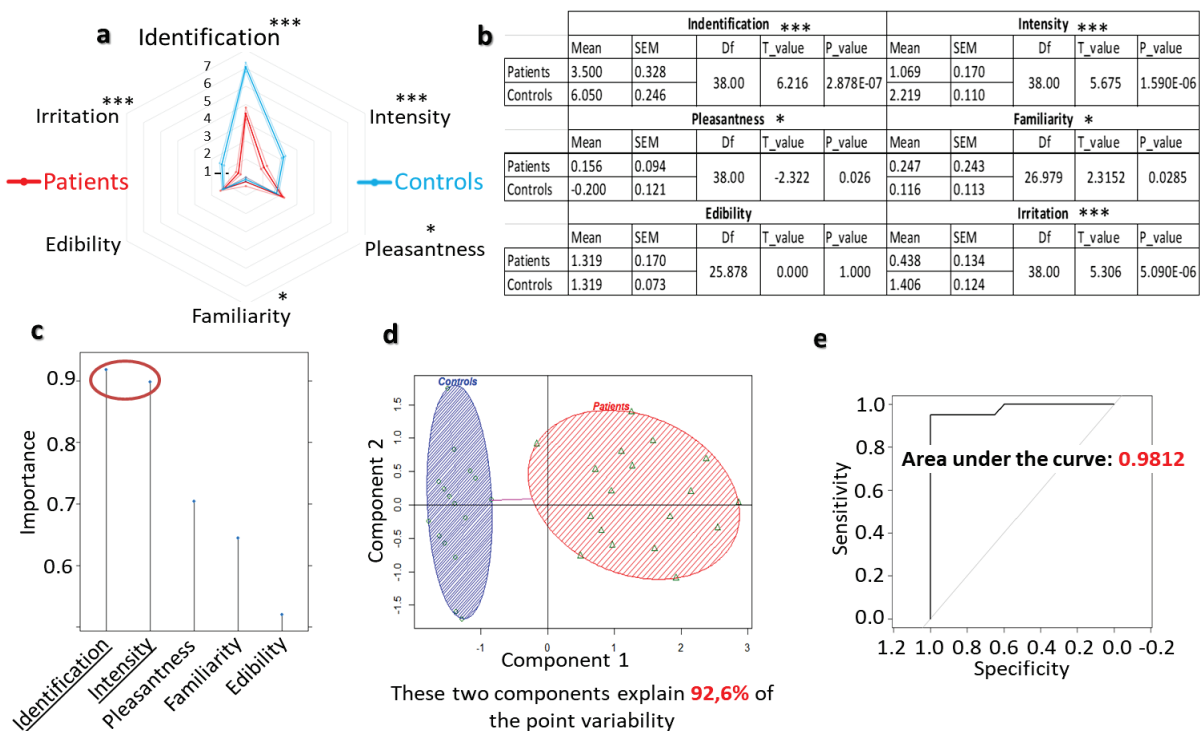 a
Identification ***
7
6
5
4
3
2
1
Irritation ***
*** Intensity
Patients
Controls
Edibility
* Pleasantness
* Familiarity
b
Indentification *** Intensity ***
Mean SEM Df T_value P_value Mean SEM Df T_value P_value
Patients 3.500 0.328 38.00 6.216 2.878E-07 1.069 0.170 38.00 5.675 1.590E-06
Controls 6.050 0.246 2.219 0.110
Pleasantness * Familiarity *
Patients 0.156 0.094 38.00 -2.322 0.026 0.247 0.243 26.979 2.3152 0.0285
Controls -0.200 0.121 0.116 0.113
Edibility Irritation ***
Mean SEM Df T_value P_value Mean SEM Df T_value P_value
Patients 1.319 0.170 25.878 0.000 1.000 0.438 0.134 38.00 5.306 5.090E-06
Controls 1.319 0.073 1.406 0.124
c
Importance
0.9
0.8
0.7
0.6
Identification
Intensity
Pleasantness
Familiarity
Edibility
d
Controls
Patients
Component 2
1.5
1.0
0.5
0.0
-0.5
-1.0
-1.5
-1 0 1 2 3
Component 1
These two components explain 92,6% of
the point variability
e
Sensitivity
1.0
0.8
Area under the curve: 0.9812
0.6
0.4
0.2
0.0
1.2 1.0 0.8 0.6 0.4 0.2 0.0 -0.2
Specificity